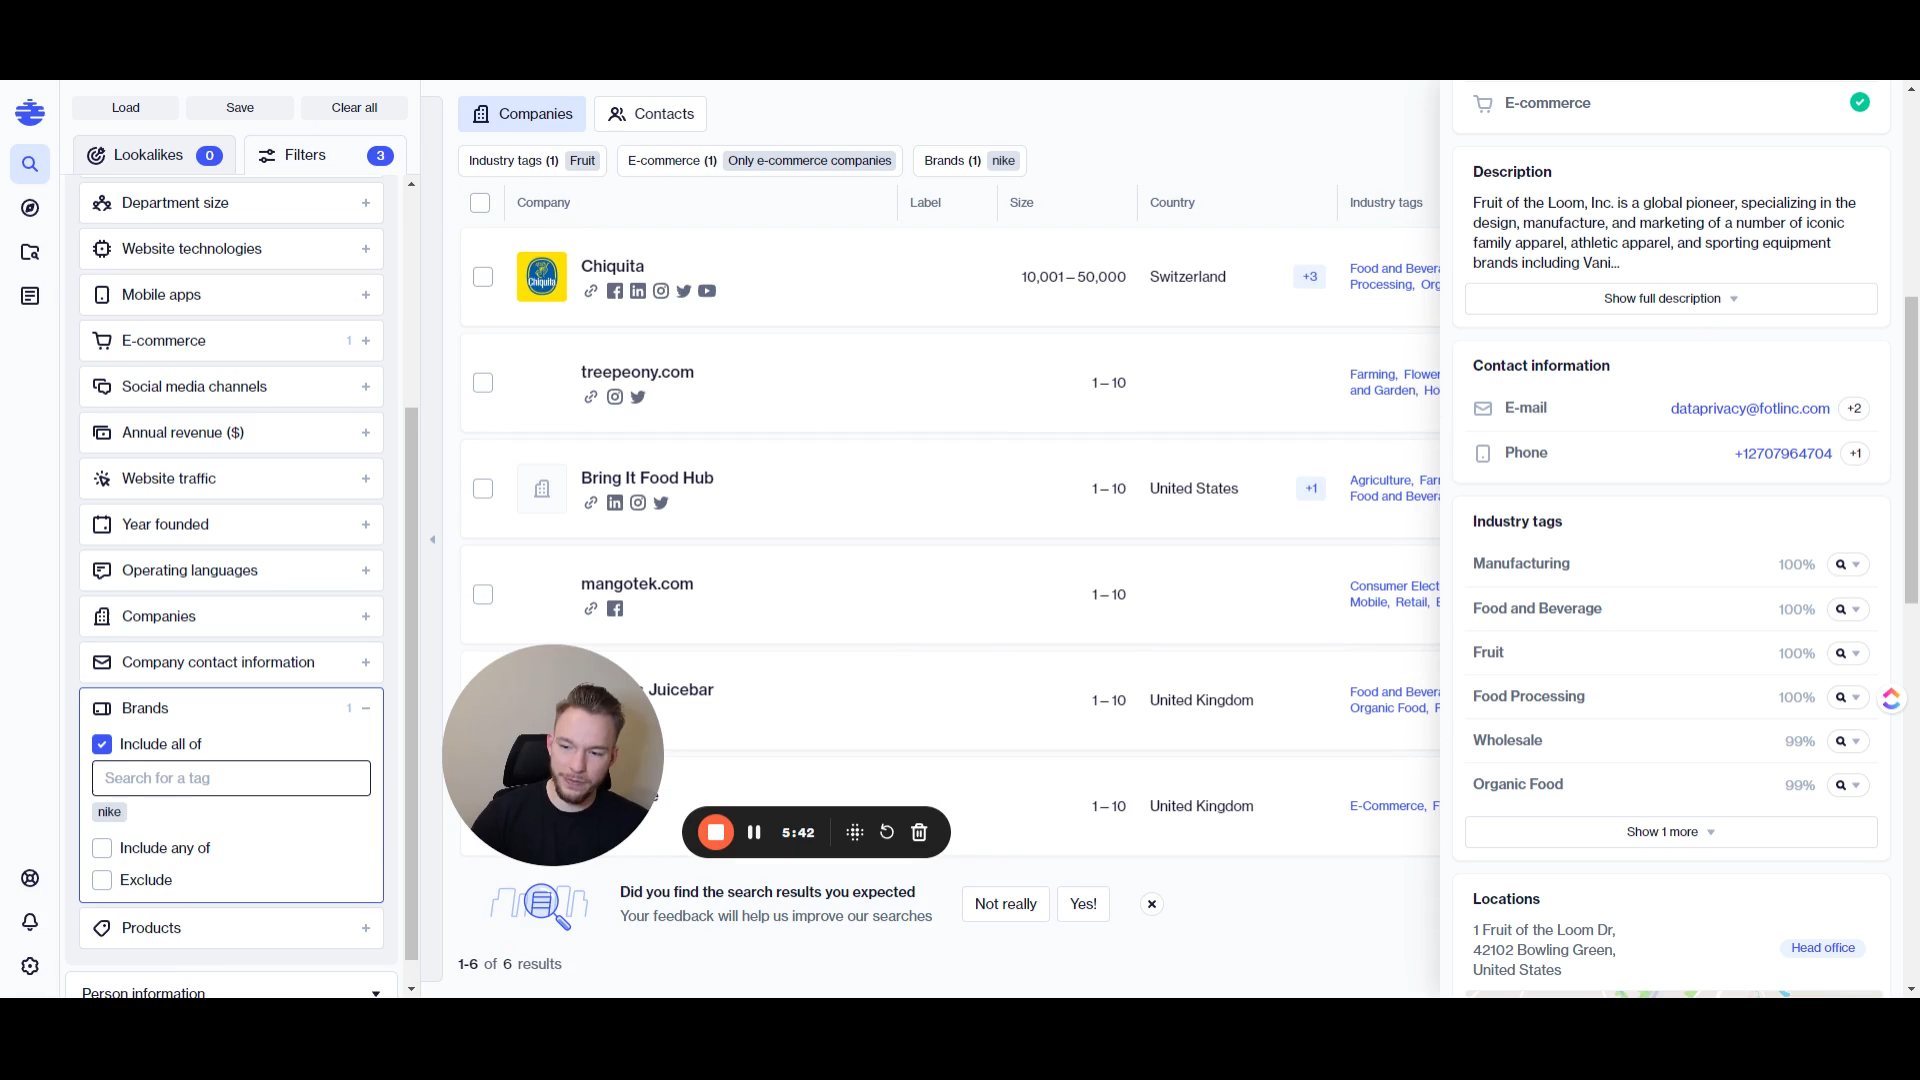 Load
Save
Clear all
Lookalikes 0
Filters 3
Department size
Website technologies
Mobile apps
E-commerce 1
Social media channels
Annual revenue ($)
Website traffic
Year founded
Operating languages
Companies
Company contact information
Brands 1
Include all of
Search for a tag
nike
Include any of
Exclude
Products
Person information
Companies
Contacts
Industry tags (1) Fruit
E-commerce (1) Only e-commerce companies
Brands (1) nike
Company Label Size Country Industry tags
Chiquita
Chiquita 10,001–50,000 Switzerland +3
Food and Bever
Processing, Org
treepeony.com
1–10
Farming, Flower
and Garden, Ho
Bring It Food Hub
1–10 United States +1
Agriculture, Far
Food and Bever
mangotek.com
1–10
Consumer Elect
Mobile, Retail,
Juicebar
1–10 United Kingdom
Food and Bever
Organic Food, F
1–10 United Kingdom
E-Commerce, F
5:42
Did you find the search results you expected
Your feedback will help us improve our searches
Not really
Yes!
1-6 of 6 results
E-commerce
Description
Fruit of the Loom, Inc. is a global pioneer, specializing in the
design, manufacture, and marketing of a number of iconic
family apparel, athletic apparel, and sporting equipment
brands including Vani...
Show full description
Contact information
E-mail dataprivacy@fotlinc.com +2
Phone +12707964704 +1
Industry tags
Manufacturing 100%
Food and Beverage 100%
Fruit 100%
Food Processing 100%
Wholesale 99%
Organic Food 99%
Show 1 more
Locations
1 Fruit of the Loom Dr,
42102 Bowling Green,
United States
Head office